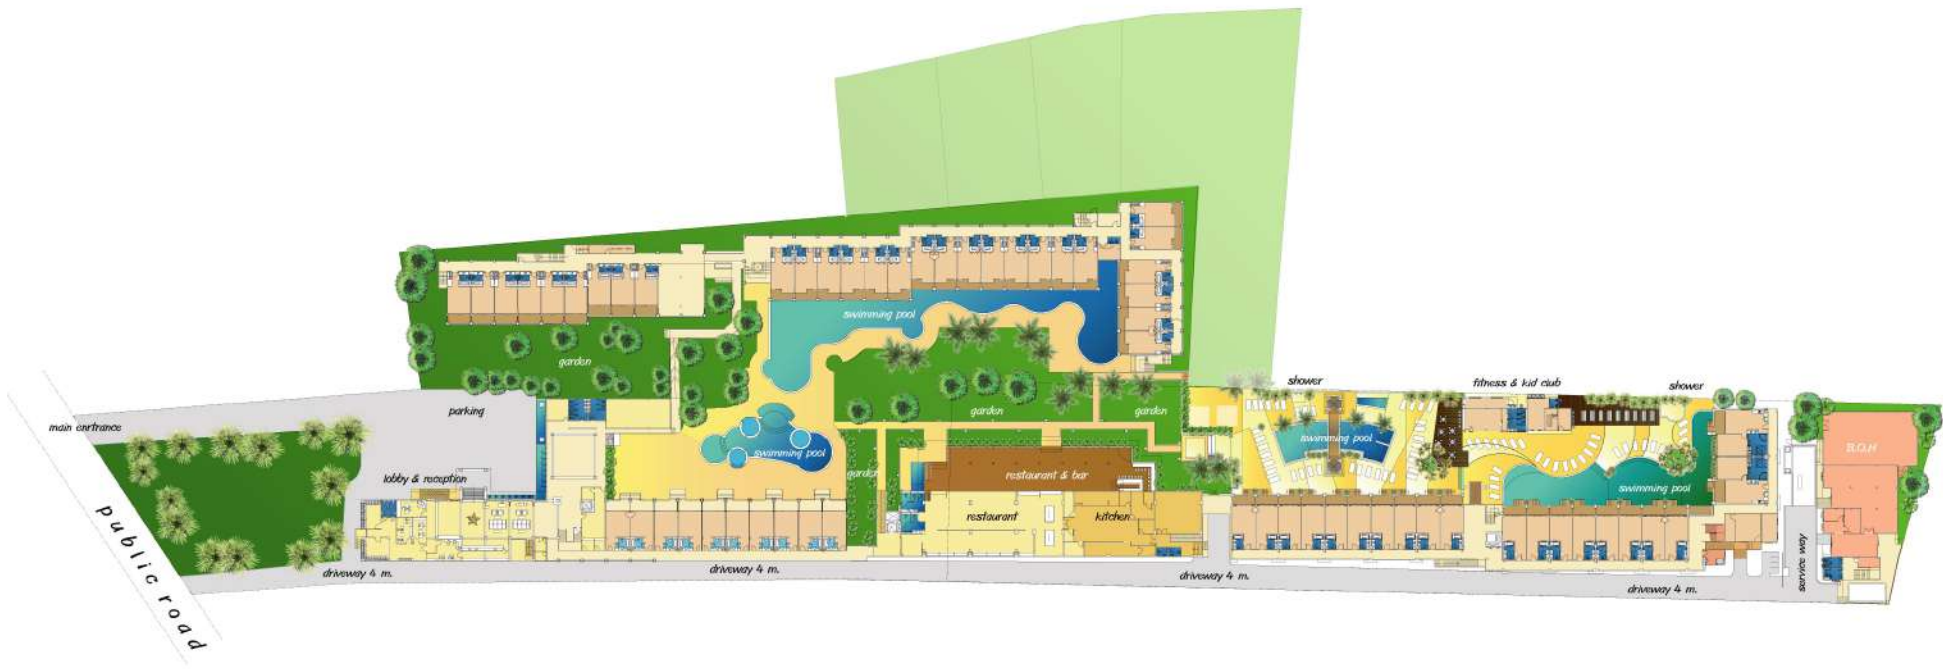 swimming pool
garden
shower
fitness & kid club
shower
parking
garden
garden
main enrtrance
swimming pool
swimming pool
B.O.H
lobby & reception
garden
restaurant & bar
swimming pool
public road
restaurant
kitchen
driveway 4 m.
driveway 4 m.
driveway 4 m.
driveway 4 m.
service way